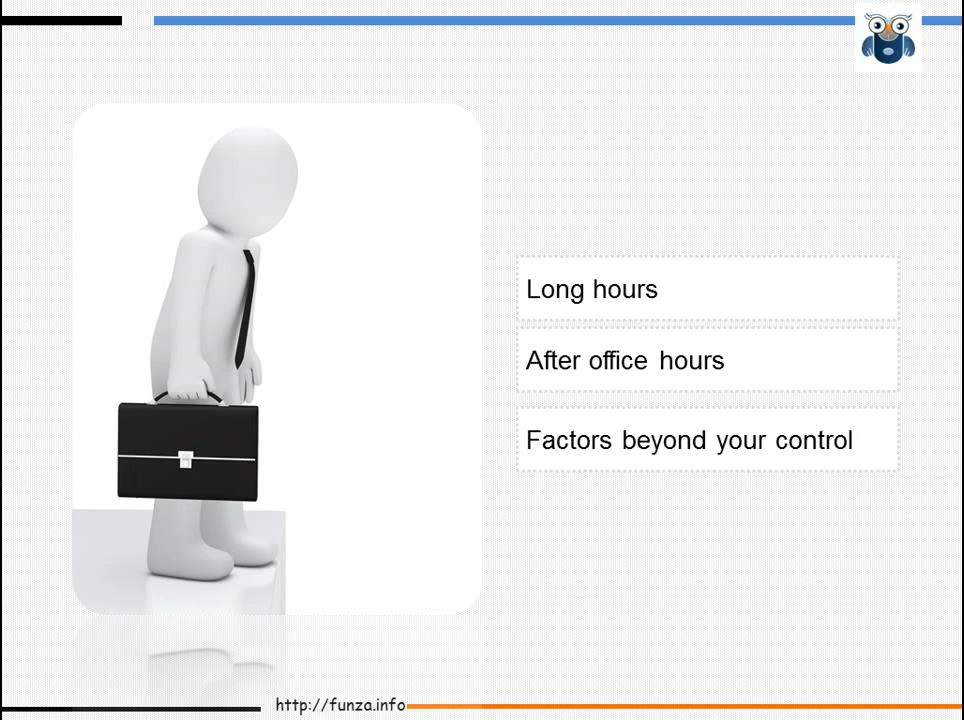 Long hours
After office hours
Factors beyond your control
http://funza.info